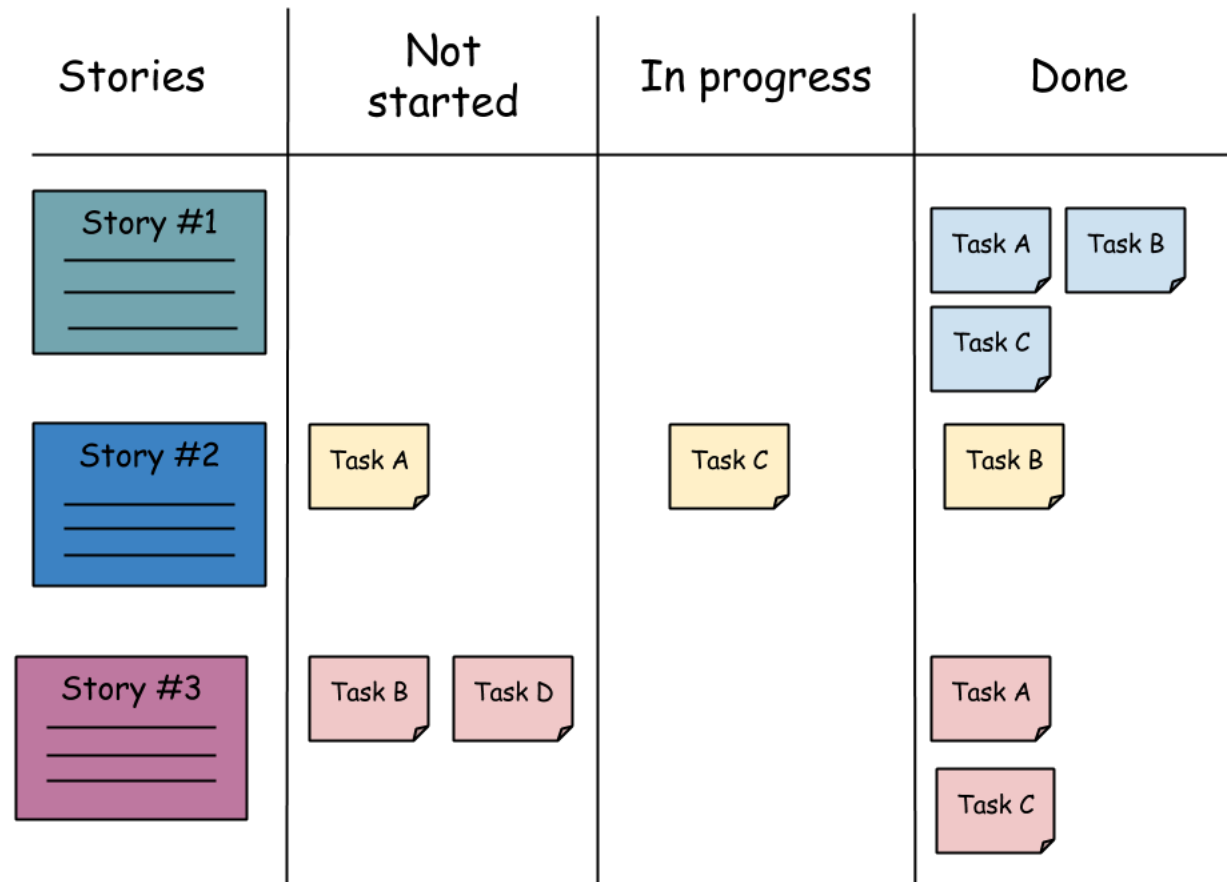 Stories
Not
started
In progress
Done
Story #1
Task A
Task B
Task C
Story #2
Task A
Task C
Task B
Story #3
Task B
Task D
Task A
Task C